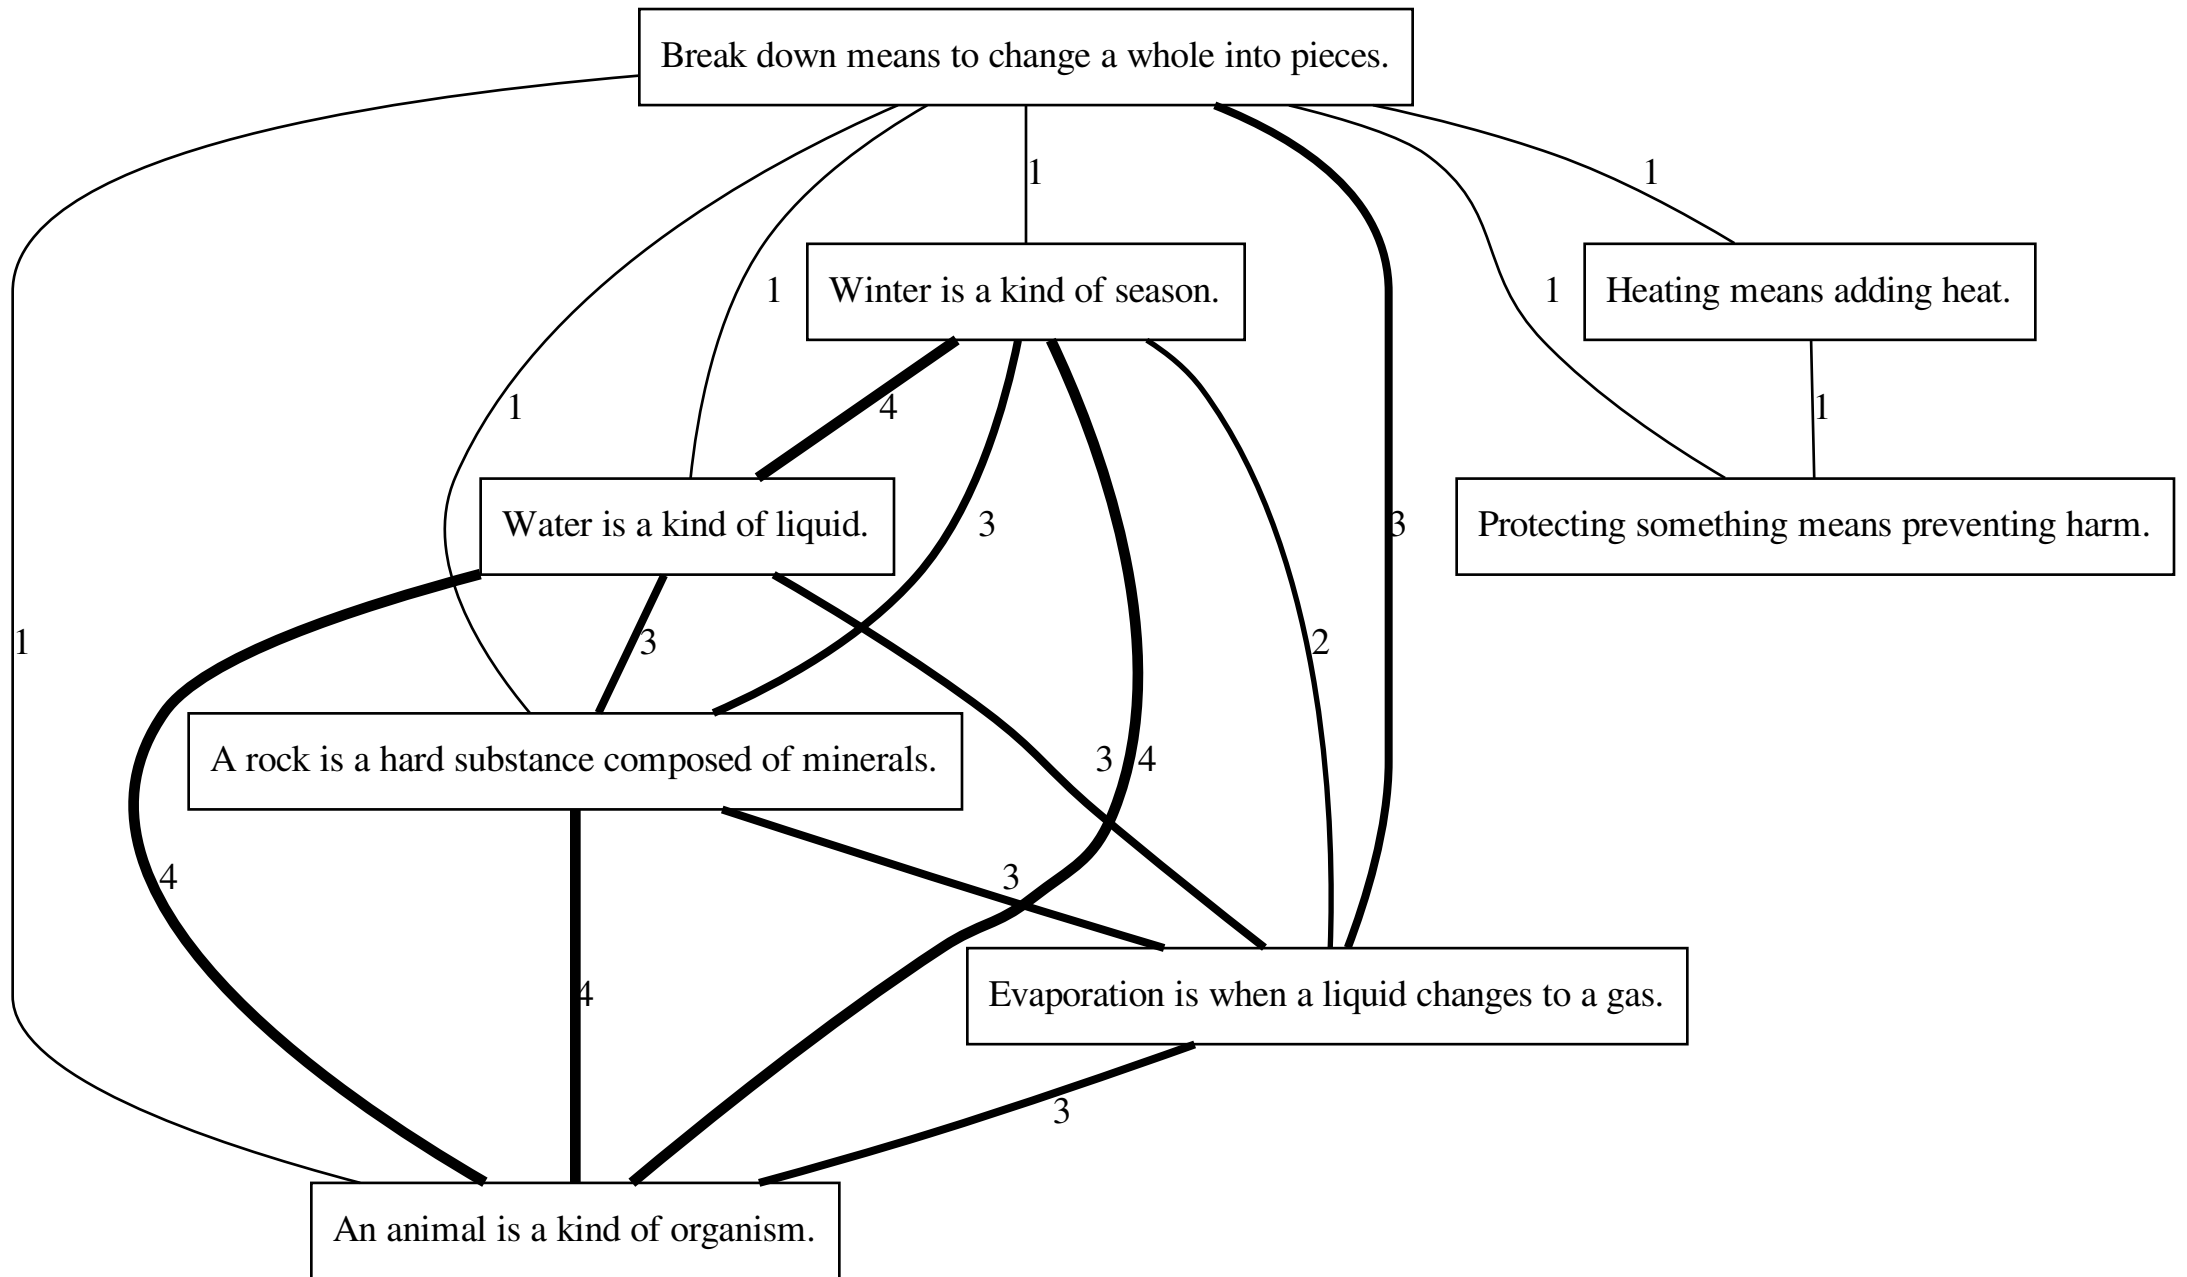 Break down means to change a whole into pieces.
1
1
1
Winter is a kind of season.
1
Heating means adding heat.
1
4
1
Water is a kind of liquid.
3
3
Protecting something means preventing harm.
1
3
2
A rock is a hard substance composed of minerals.
3
4
4
3
4
Evaporation is when a liquid changes to a gas.
3
An animal is a kind of organism.